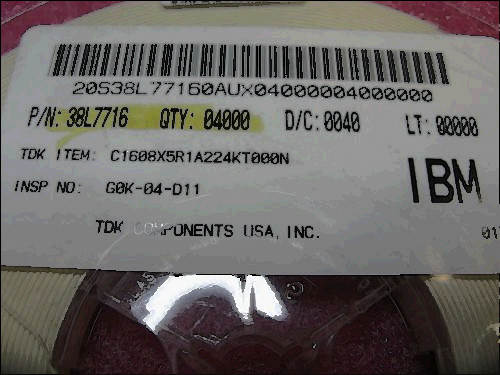 20S38L77160AUX04000004000000
P/N: 38L7716 QTY: 04000 D/C: 0040 LT: 00000
TDK ITEM: C1608X5R1A224KT000N
IBM
INSP NO: G0K-04-D11
TDK COMPONENTS USA, INC.